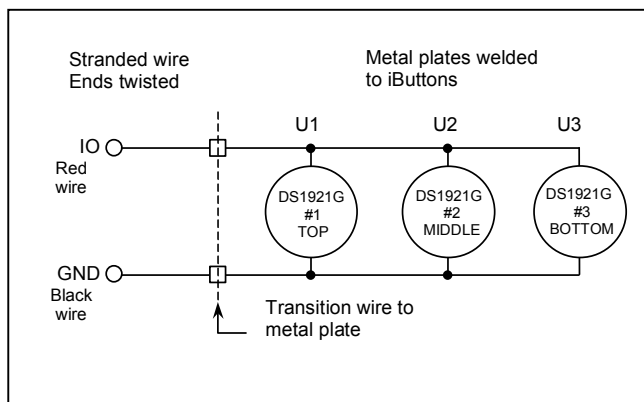 Stranded wire
Ends twisted
Metal plates welded
to iButtons
U1
U2
U3
IO
Red
wire
DS1921G
#1
TOP
DS1921G
#2
MIDDLE
DS1921G
#3
BOTTOM
GND
Black
wire
Transition wire to
metal plate